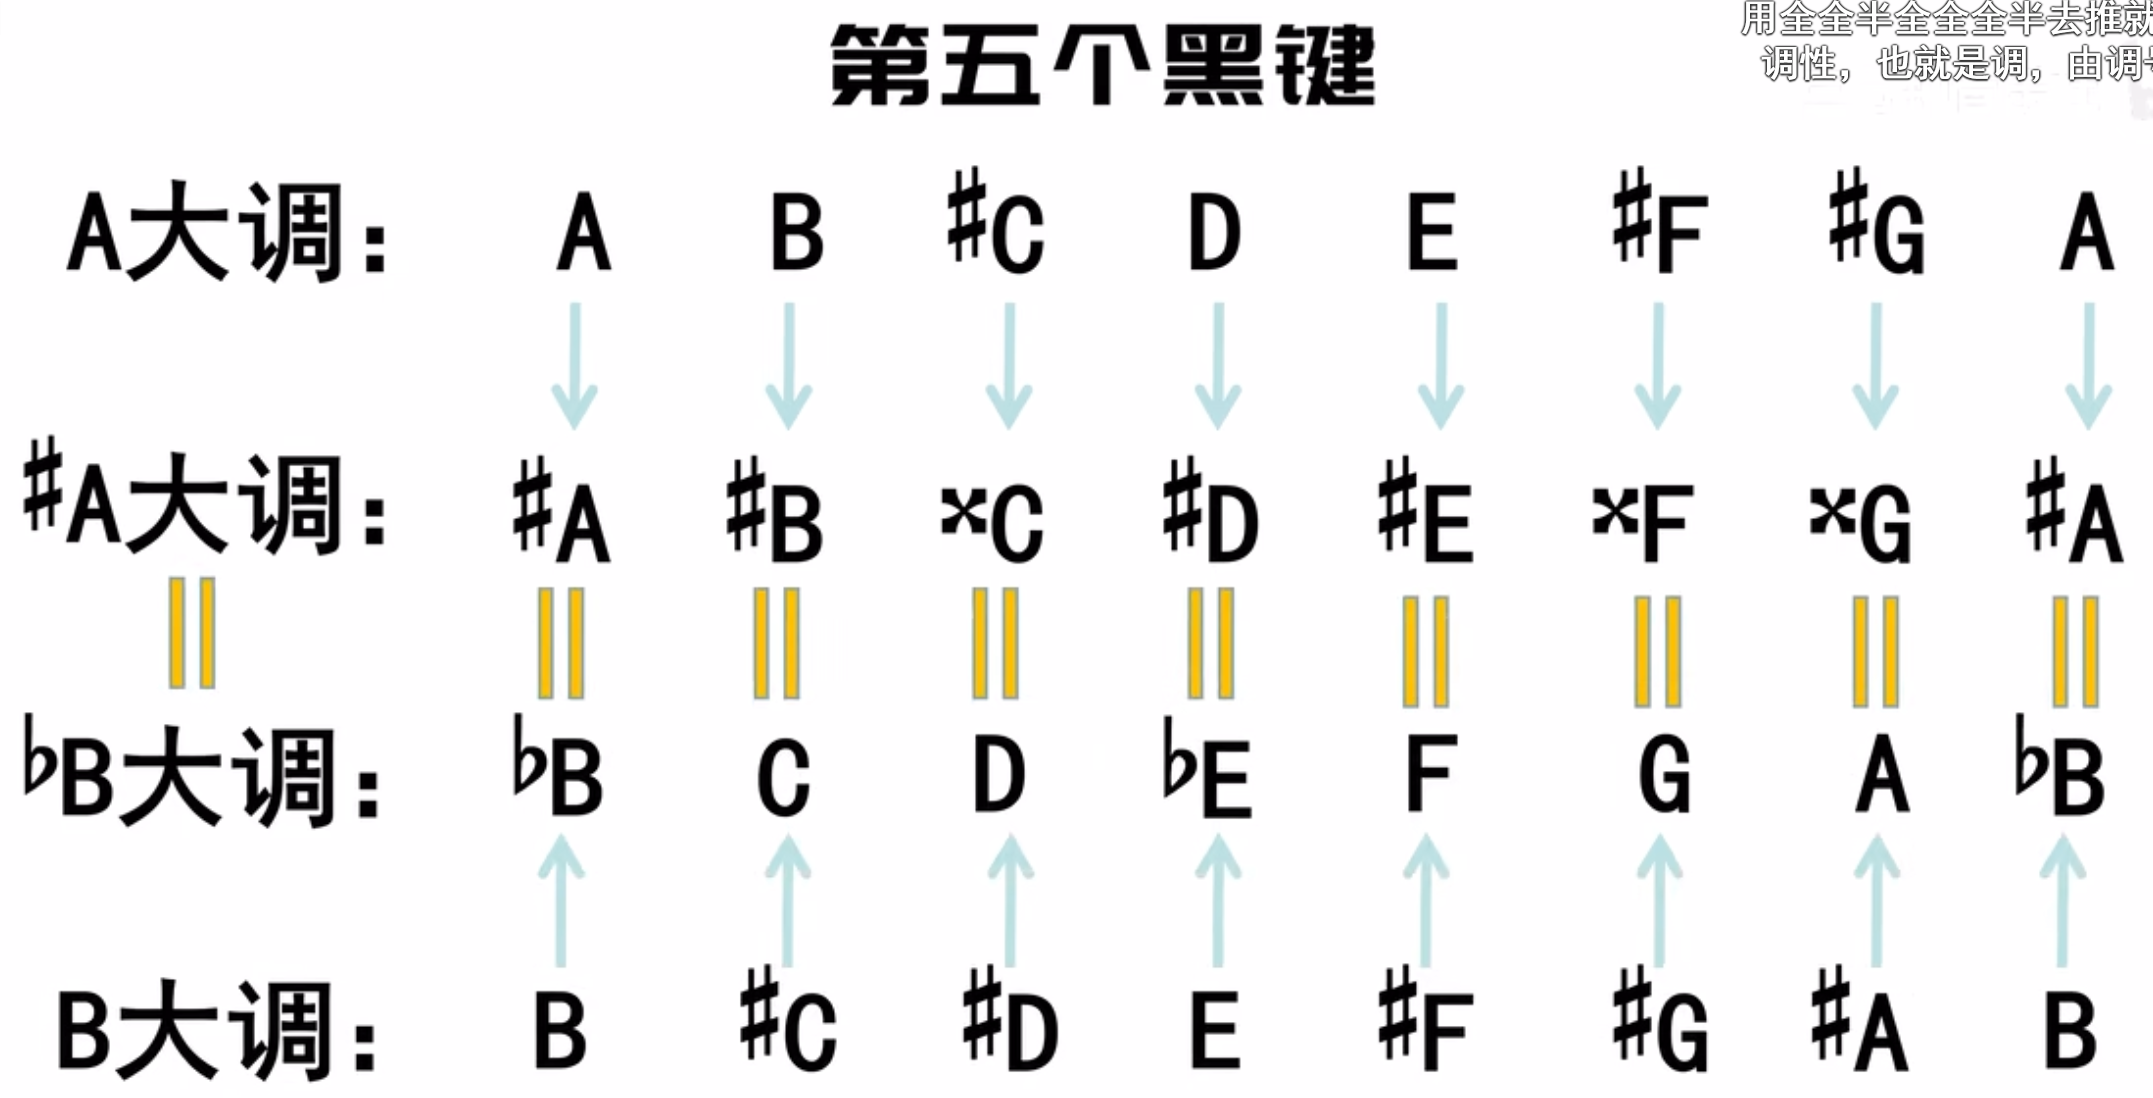 第五个黑键
用全全半全全全半去推就
调性，也就是调，由调
A大调： A B ♯C D E ♯F ♯G A
♯A大调： ♯A ♯B 𝄪C ♯D ♯E 𝄪F 𝄪G ♯A
♭B大调： ♭B C D ♭E F G A ♭B
B大调： B ♯C ♯D E ♯F ♯G ♯A B